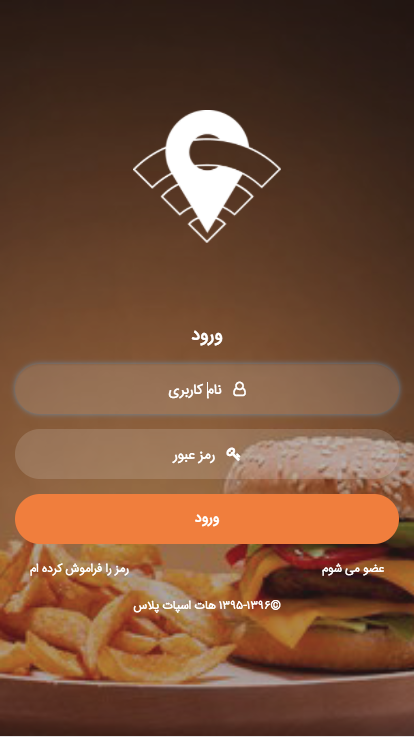 ورود
نام کاربری
رمز عبور
ورود
عضو می شوم
رمز را فراموش کرده ام
©۱۳۹۵-۱۳۹۶ هات اسپات پلاس